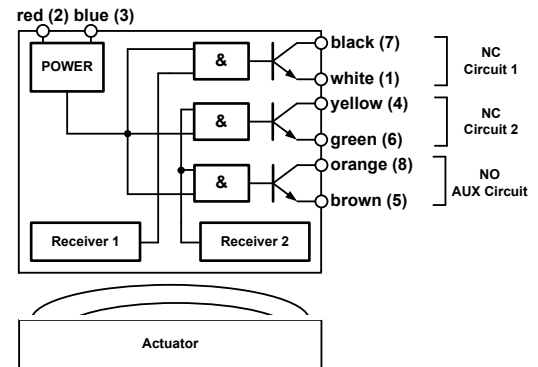 red (2) blue (3)
POWER
&
&
&
black (7)
white (1)
yellow (4)
green (6)
orange (8)
brown (5)
NC
Circuit 1
NC
Circuit 2
NO
AUX Circuit
Receiver 1
Receiver 2
Actuator